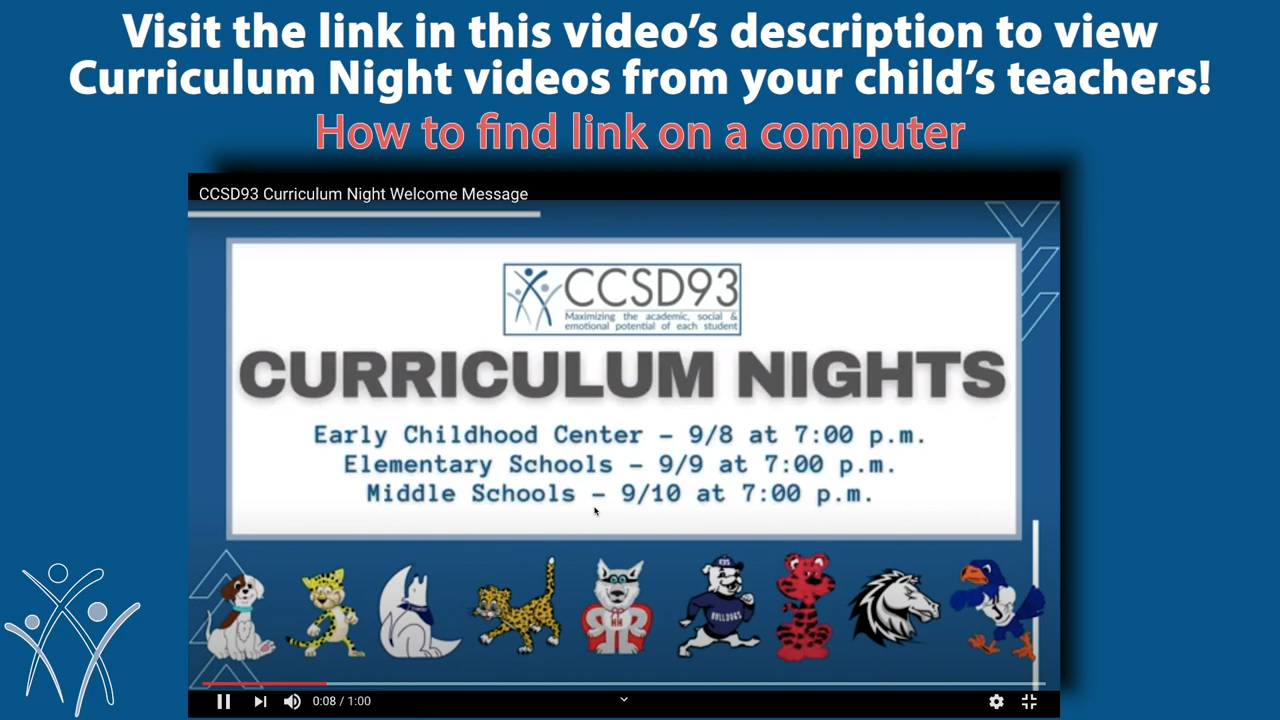 Visit the link in this video's description to view
Curriculum Night videos from your child's teachers!
How to find link on a computer
CCSD93 Curriculum Night Welcome Message
CCSD93
Maximizing the academic, social &
emotional potential of each student
CURRICULUM NIGHTS
Early Childhood Center – 9/8 at 7:00 p.m.
Elementary Schools – 9/9 at 7:00 p.m.
Middle Schools – 9/10 at 7:00 p.m.
BULLDOGS
0:08 / 1:00